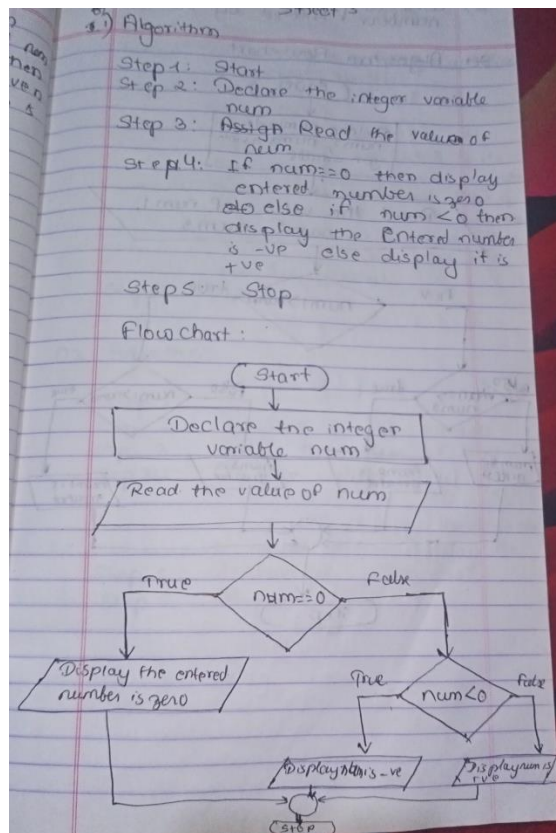 1) Algorithm
Step 1: Start
Step 2: Declare the integer variable
num
Step 3: Assign Read the value of
num
Step 4: If num==0 then display
entered number is zero
do else if num <0 then
display the Entered number
is -ve else display it is
+ve
Step 5 Stop
Flow chart :
Start
Declare the integer
variable num
Read the value of num
True
num==0
False
Display the entered
number is zero
True
num<0
False
Display num is -ve
Display num is
+ve
Stop